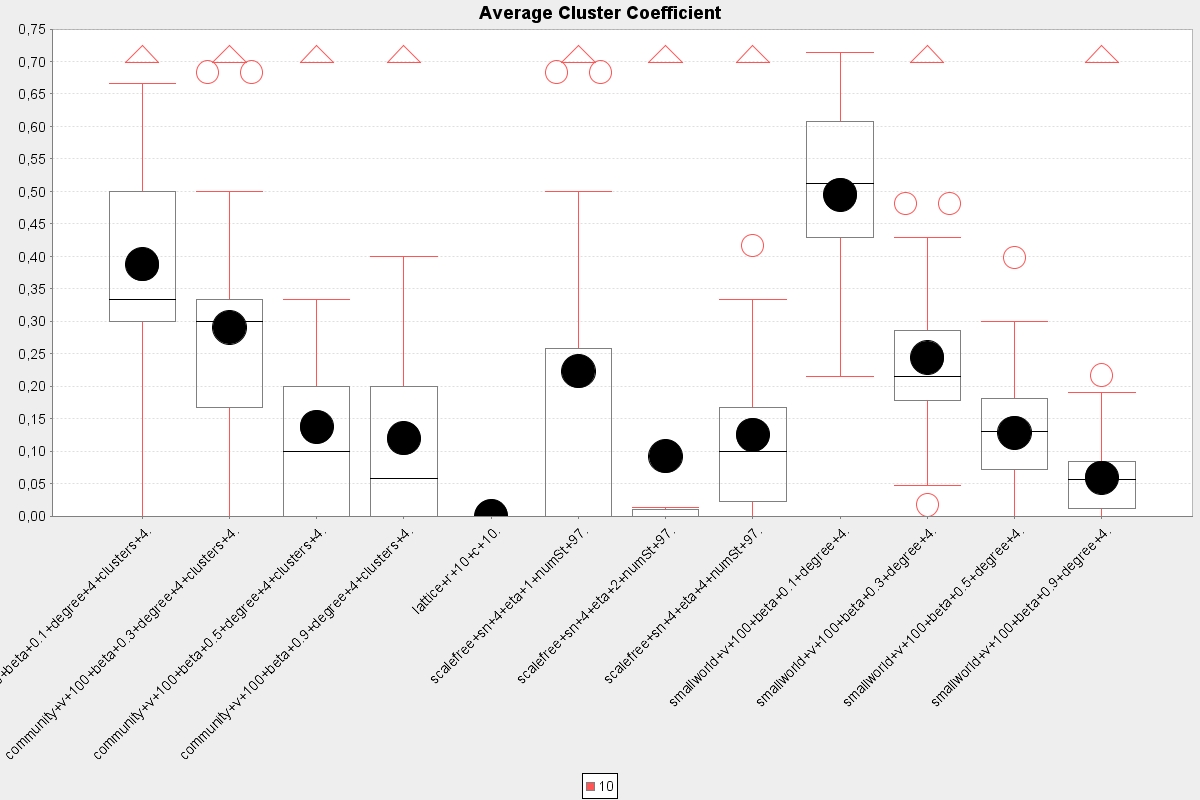 Average Cluster Coefficient
0,75
0,70
0,65
0,60
0,55
0,50
0,45
0,40
0,35
0,30
0,25
0,20
0,15
0,10
0,05
0,00
+beta+0.1+degree+4+clusters+4.
community+v+100+beta+0.3+degree+4+clusters+4.
community+v+100+beta+0.5+degree+4+clusters+4.
community+v+100+beta+0.9+degree+4+clusters+4.
lattice+r+10+c+10.
scalefree+sn+4+eta+1+numSt+97.
scalefree+sn+4+eta+2+numSt+97.
scalefree+sn+4+eta+4+numSt+97.
smallworld+v+100+beta+0.1+degree+4.
smallworld+v+100+beta+0.3+degree+4.
smallworld+v+100+beta+0.5+degree+4.
smallworld+v+100+beta+0.9+degree+4.
10